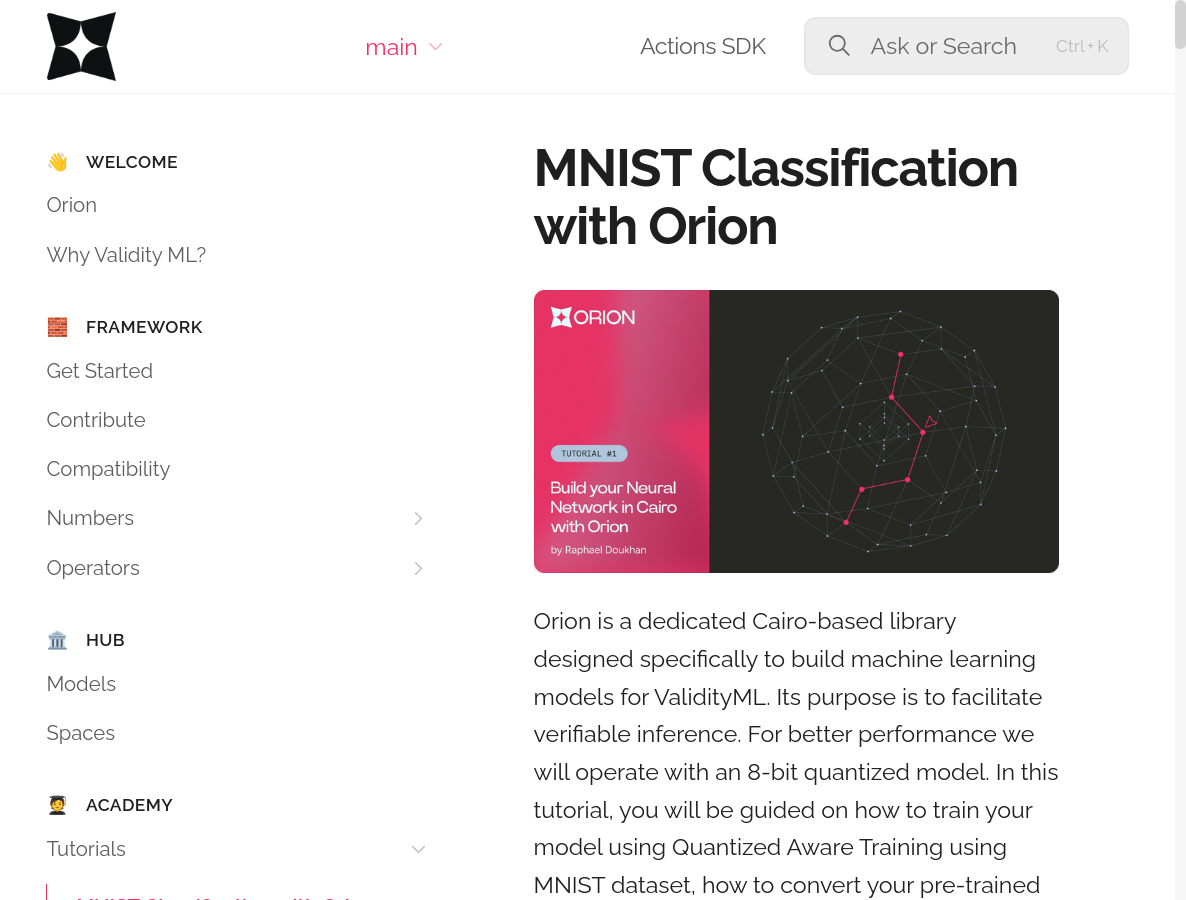 main
Actions SDK
Ask or Search
Ctrl + K
👋 WELCOME
Orion
Why Validity ML?
🧱 FRAMEWORK
Get Started
Contribute
Compatibility
Numbers
Operators
🏛️ HUB
Models
Spaces
🧑‍🎓 ACADEMY
Tutorials
MNIST Classification with Orion
MNIST Classification
with Orion
ORION
TUTORIAL #1
Build your Neural
Network in Cairo
with Orion
by Raphael Doukhan
Orion is a dedicated Cairo-based library
designed specifically to build machine learning
models for ValidityML. Its purpose is to facilitate
verifiable inference. For better performance we
will operate with an 8-bit quantized model. In this
tutorial, you will be guided on how to train your
model using Quantized Aware Training using
MNIST dataset, how to convert your pre-trained